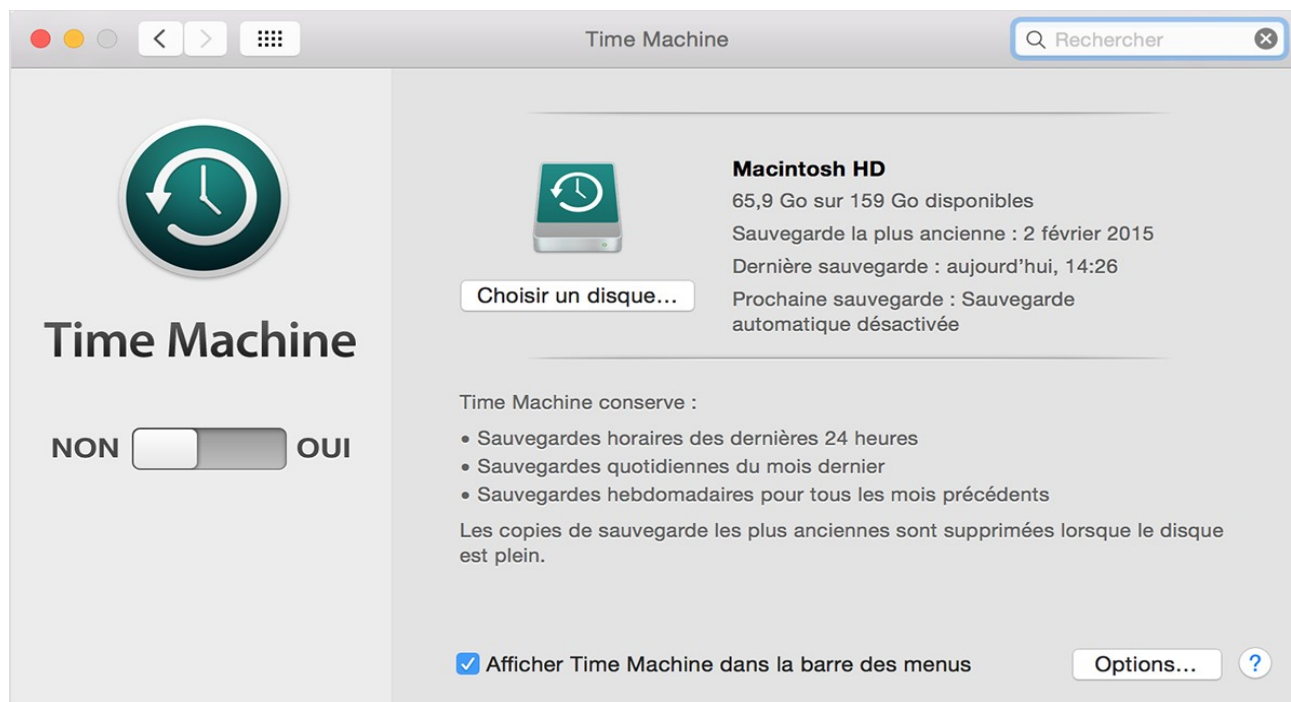 Time Machine
Rechercher
Time Machine
NON
OUI
Choisir un disque...
Macintosh HD
65,9 Go sur 159 Go disponibles
Sauvegarde la plus ancienne : 2 février 2015
Dernière sauvegarde : aujourd’hui, 14:26
Prochaine sauvegarde : Sauvegarde
automatique désactivée
Time Machine conserve :
• Sauvegardes horaires des dernières 24 heures
• Sauvegardes quotidiennes du mois dernier
• Sauvegardes hebdomadaires pour tous les mois précédents
Les copies de sauvegarde les plus anciennes sont supprimées lorsque le disque
est plein.
Afficher Time Machine dans la barre des menus
Options...
?